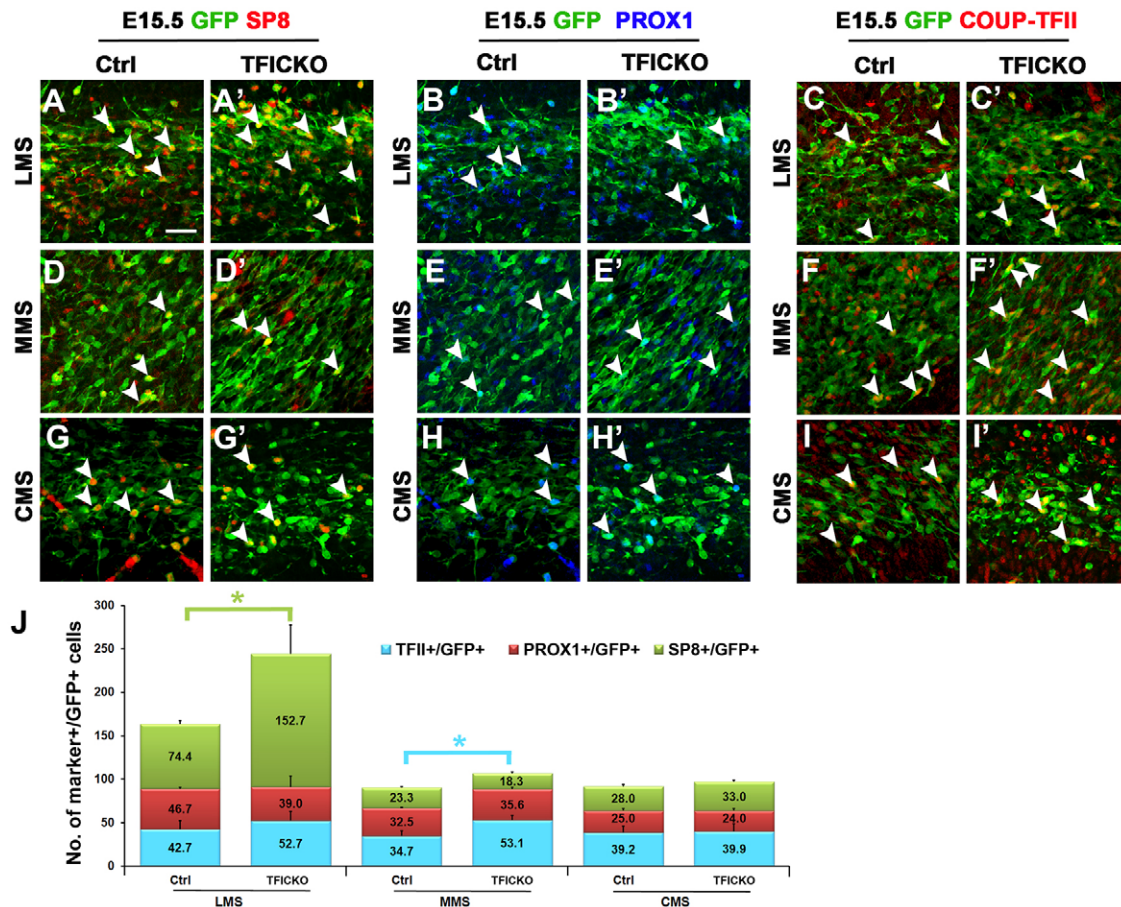 E15.5 GFP SP8 E15.5 GFP PROX1 E15.5 GFP COUP-TFII
Ctrl TFICKO Ctrl TFICKO Ctrl TFICKO
LMS A A' LMS B B' LMS C C'
MMS D D' MMS E E' MMS F F'
CMS G G' CMS H H' CMS I I'
J
No. of marker+/GFP+ cells
300
250
200
150
100
50
0
* *
TFII+/GFP+ PROX1+/GFP+ SP8+/GFP+
74.4 152.7 23.3 18.3 28.0 33.0
46.7 39.0 32.5 35.6 25.0 24.0
42.7 52.7 34.7 53.1 39.2 39.9
Ctrl TFICKO Ctrl TFICKO Ctrl TFICKO
LMS MMS CMS